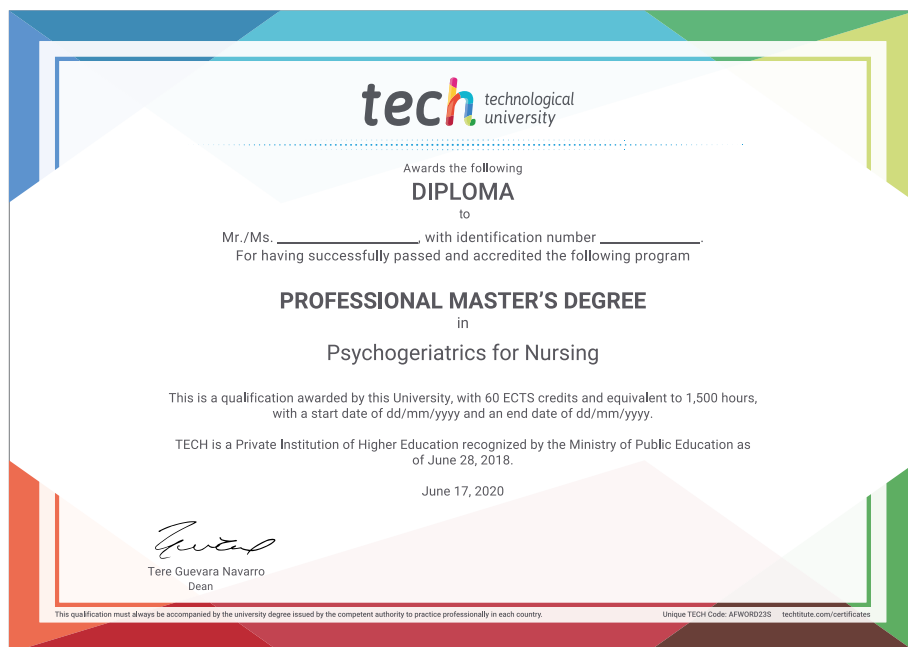 tech technological
university
Awards the following
DIPLOMA
to
Mr./Ms. ____________________, with identification number ______________.
For having successfully passed and accredited the following program
PROFESSIONAL MASTER'S DEGREE
in
Psychogeriatrics for Nursing
This is a qualification awarded by this University, with 60 ECTS credits and equivalent to 1,500 hours,
with a start date of dd/mm/yyyy and an end date of dd/mm/yyyy.
TECH is a Private Institution of Higher Education recognized by the Ministry of Public Education as
of June 28, 2018.
June 17, 2020
Tere Guevara Navarro
Dean
This qualification must always be accompanied by the university degree issued by the competent authority to practice professionally in each country. Unique TECH Code: AFWORD23S techtitute.com/certificates